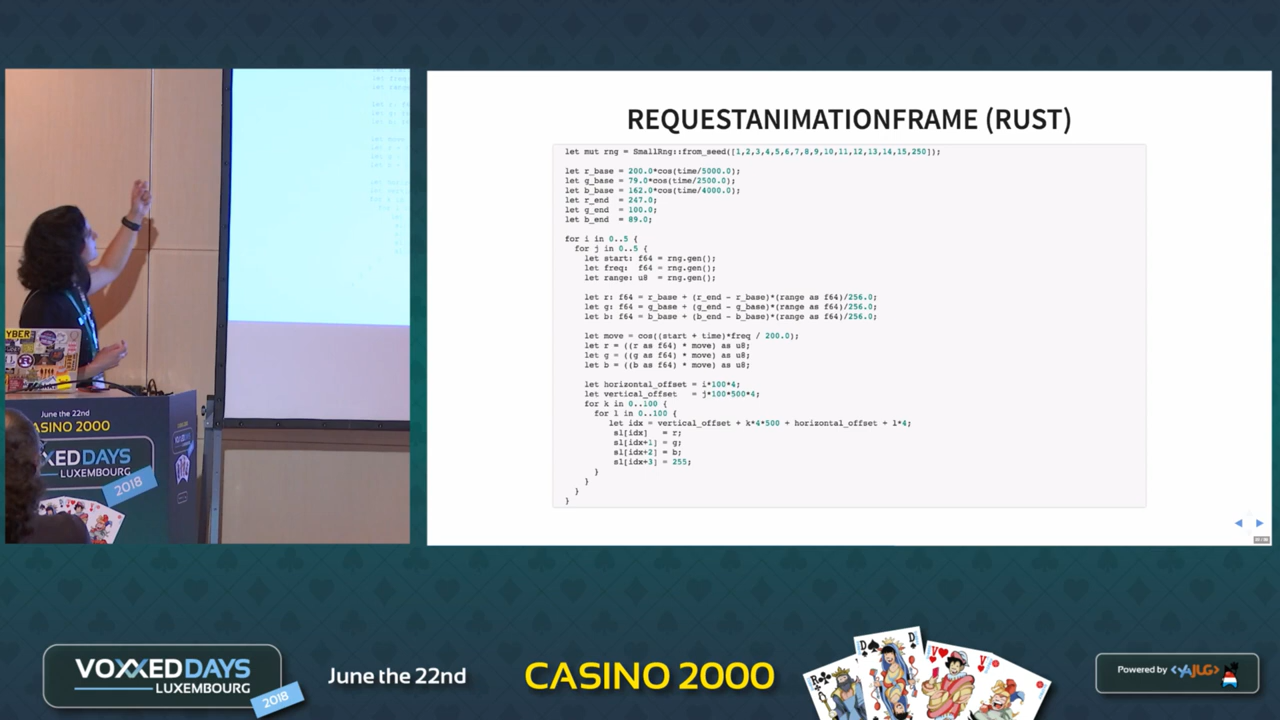 REQUESTANIMATIONFRAME (RUST)
let mut rng = SmallRng::from_seed([1,2,3,4,5,6,7,8,9,10,11,12,13,14,15,250]);
let r_base = 200.0*cos(time/5000.0);
let g_base = 79.0*cos(time/2500.0);
let b_base = 162.0*cos(time/4000.0);
let r_end = 247.0;
let g_end = 100.0;
let b_end = 89.0;
for i in 0..5 {
for j in 0..5 {
let start: f64 = rng.gen();
let freq: f64 = rng.gen();
let range: u8 = rng.gen();
let r: f64 = r_base + (r_end - r_base)*(range as f64)/256.0;
let g: f64 = g_base + (g_end - g_base)*(range as f64)/256.0;
let b: f64 = b_base + (b_end - b_base)*(range as f64)/256.0;
let move = cos((start + time)*freq / 200.0);
let r = ((r as f64) * move) as u8;
let g = ((g as f64) * move) as u8;
let b = ((b as f64) * move) as u8;
let horizontal_offset = i*100*4;
let vertical_offset = j*100*500*4;
for k in 0..100 {
for l in 0..100 {
let idx = vertical_offset + k*4*500 + horizontal_offset + l*4;
sl[idx] = r;
sl[idx+1] = g;
sl[idx+2] = b;
sl[idx+3] = 255;
}
}
}
}
CYBER
June the 22nd
CASINO 2000
VOXXED DAYS
LUXEMBOURG
2018
VOXXED DAYS
LUXEMBOURG
2018
June the 22nd
CASINO 2000
Powered by <YAJUG>